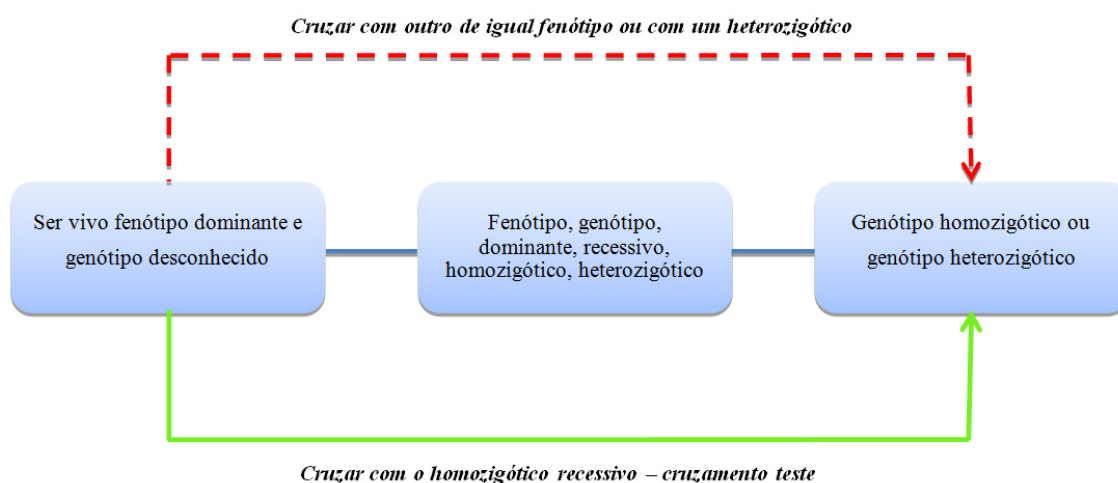 Cruzar com outro de igual fenótipo ou com um heterozigótico
Ser vivo fenótipo dominante e
genótipo desconhecido
Fenótipo, genótipo,
dominante, recessivo,
homozigótico, heterozigótico
Genótipo homozigótico ou
genótipo heterozigótico
Cruzar com o homozigótico recessivo – cruzamento teste